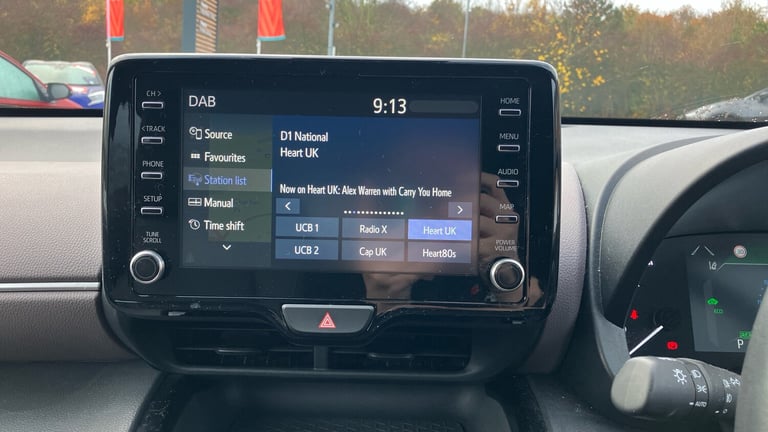 DAB
9:13
CH >
< TRACK
PHONE
SETUP
TUNE
SCROLL
Source
Favourites
Station list
Manual
Time shift
D1 National
Heart UK
Now on Heart UK: Alex Warren with Carry You Home
UCB 1
Radio X
Heart UK
UCB 2
Cap UK
Heart80s
HOME
MENU
AUDIO
MAP
POWER
VOLUME
ECO
P
AUTO